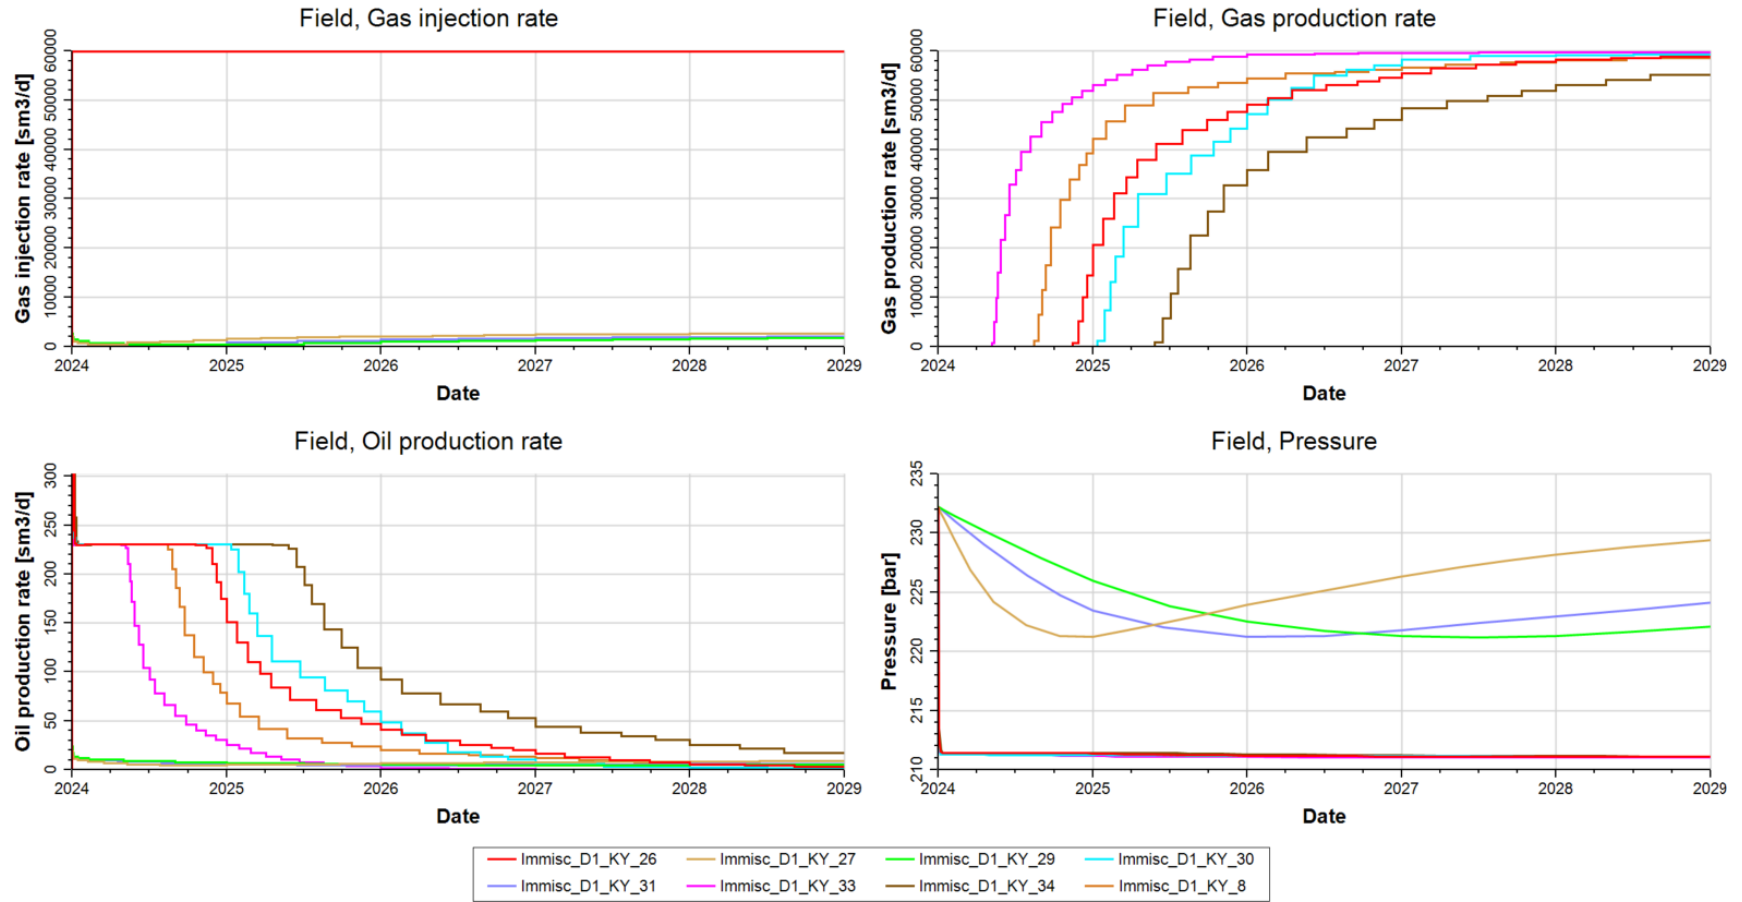 Field, Gas injection rate
Gas injection rate [sm3/d]
60000
50000
40000
30000
20000
10000
0
2024 2025 2026 2027 2028 2029
Date
Field, Gas production rate
Gas production rate [sm3/d]
60000
50000
40000
30000
20000
10000
0
2024 2025 2026 2027 2028 2029
Date
Field, Oil production rate
Oil production rate [sm3/d]
300
250
200
150
100
50
0
2024 2025 2026 2027 2028 2029
Date
Field, Pressure
Pressure [bar]
235
230
225
220
215
210
2024 2025 2026 2027 2028 2029
Date
Immisc_D1_KY_26 Immisc_D1_KY_27 Immisc_D1_KY_29 Immisc_D1_KY_30
Immisc_D1_KY_31 Immisc_D1_KY_33 Immisc_D1_KY_34 Immisc_D1_KY_8